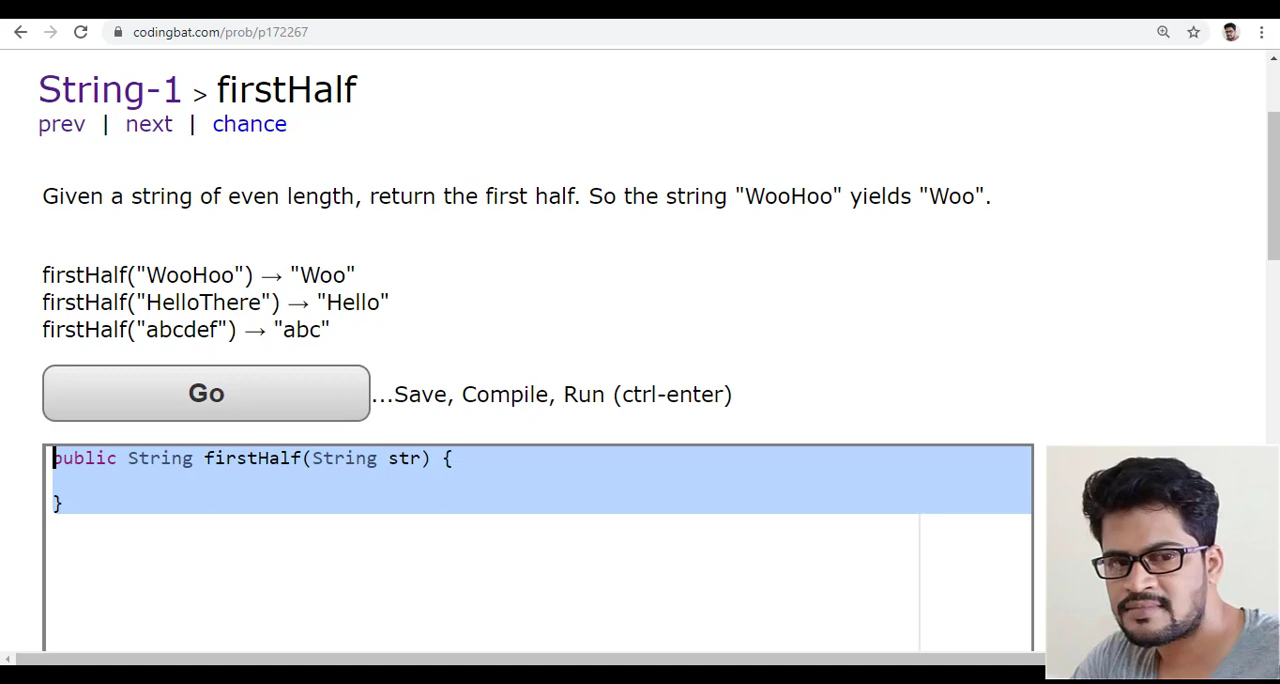 codingbat.com/prob/p172267
String-1 > firstHalf
prev | next | chance
Given a string of even length, return the first half. So the string "WooHoo" yields "Woo".
firstHalf("WooHoo") → "Woo"
firstHalf("HelloThere") → "Hello"
firstHalf("abcdef") → "abc"
Go ...Save, Compile, Run (ctrl-enter)
public String firstHalf(String str) {
}